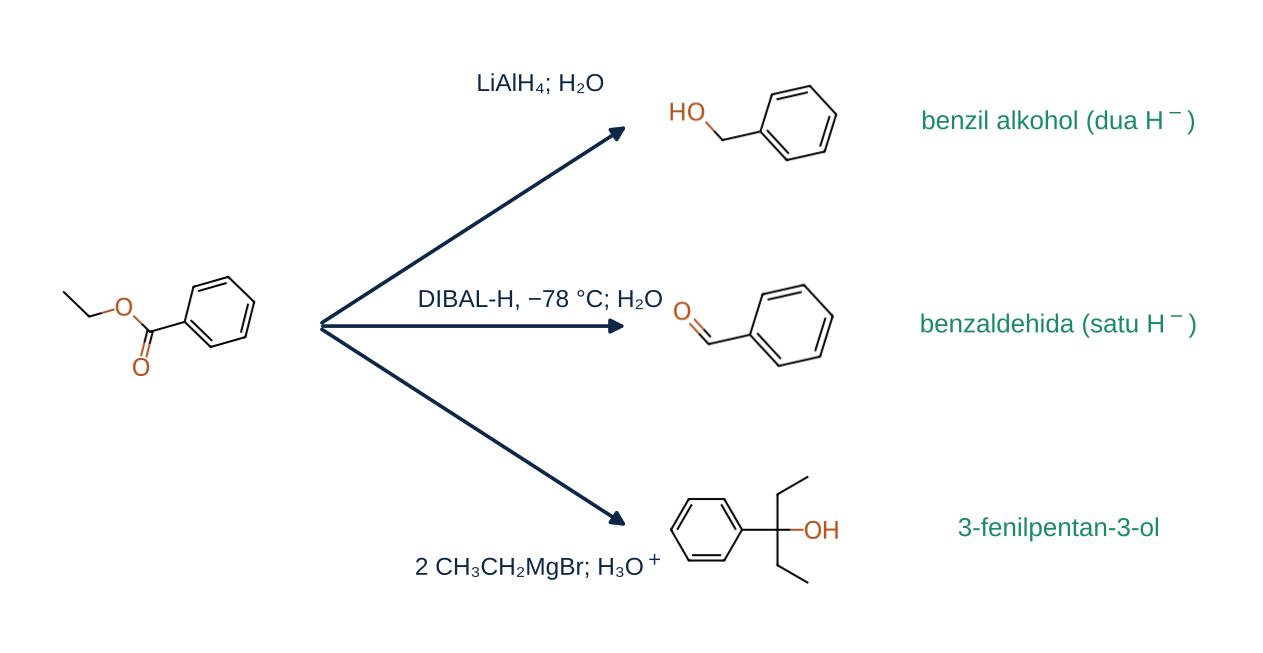 LiAlH₄; H₂O
HO
benzil alkohol (dua H⁻)
DIBAL-H, −78 °C; H₂O
O
benzaldehida (satu H⁻)
O
O
2 CH₃CH₂MgBr; H₃O⁺
OH
3-fenilpentan-3-ol